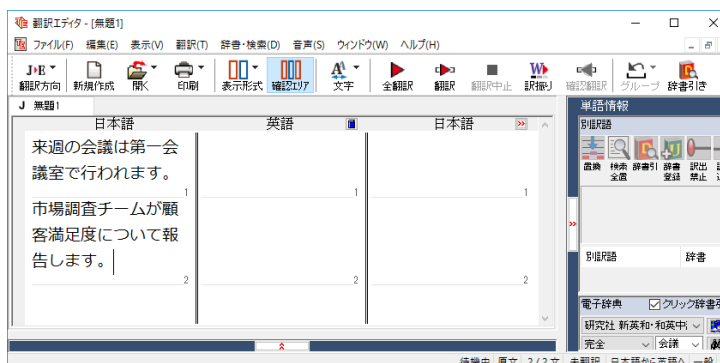 翻訳エディタ - [無題1]
ファイル(F) 編集(E) 表示(V) 翻訳(T) 辞書・検索(D) 音声(S) ウインドウ(W) ヘルプ(H)
J▸E
翻訳方向 新規作成 開く 印刷 表示形式 確認エリア 文字 全翻訳 翻訳 翻訳中止 訳振り 確認翻訳 グループ 辞書引き
J 無題1
日本語 英語 日本語
来週の会議は第一会
議室で行われます。
1 1 1
市場調査チームが顧
客満足度について報
告します。
2 2 2
単語情報
別訳語
置換 検索 辞書引 辞書 訳出
全置 登録 禁止
別訳語 辞書
電子辞典 クリック辞書引
研究社 新英和・和英中
完全 会議
待機中 原文 2/2文 未翻訳 日本語から英語へ 一般